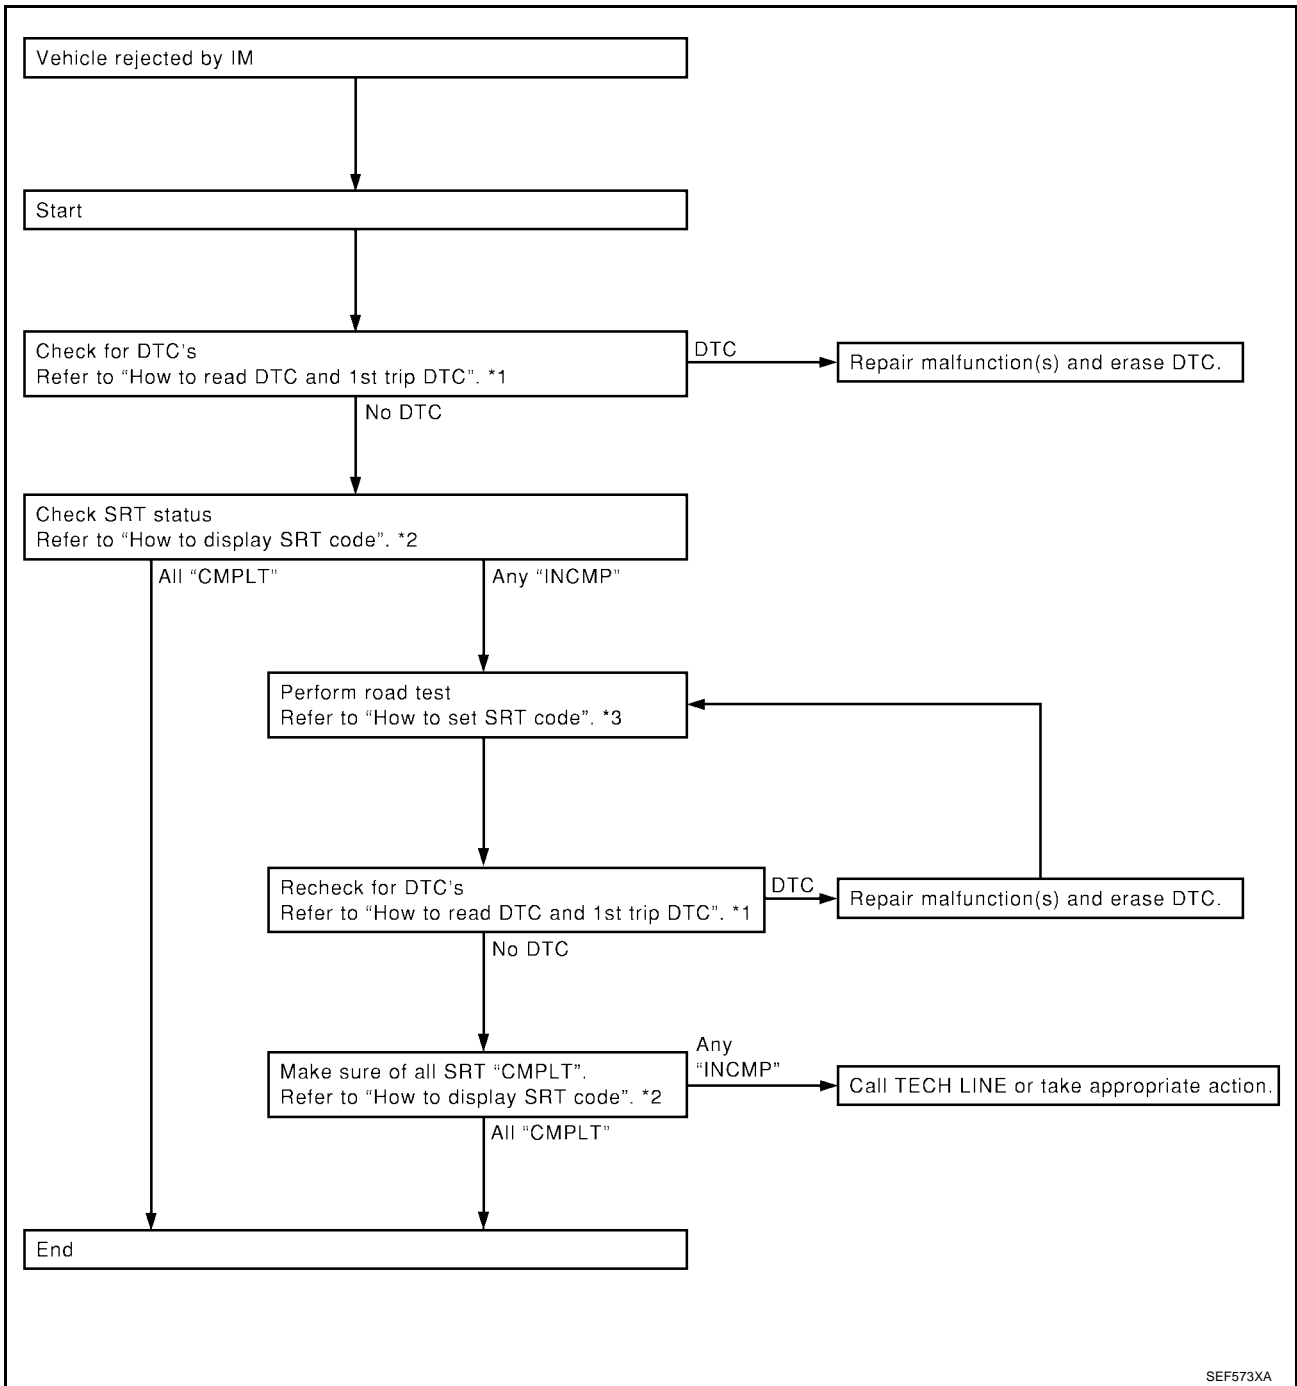 Vehicle rejected by IM
Start
Check for DTC's
Refer to “How to read DTC and 1st trip DTC”. *1
DTC
Repair malfunction(s) and erase DTC.
No DTC
Check SRT status
Refer to “How to display SRT code”. *2
All “CMPLT”
Any “INCMP”
Perform road test
Refer to “How to set SRT code”. *3
Recheck for DTC's
Refer to “How to read DTC and 1st trip DTC”. *1
DTC
Repair malfunction(s) and erase DTC.
No DTC
Make sure of all SRT “CMPLT”.
Refer to “How to display SRT code”. *2
Any
“INCMP”
Call TECH LINE or take appropriate action.
All “CMPLT”
End
SEF573XA